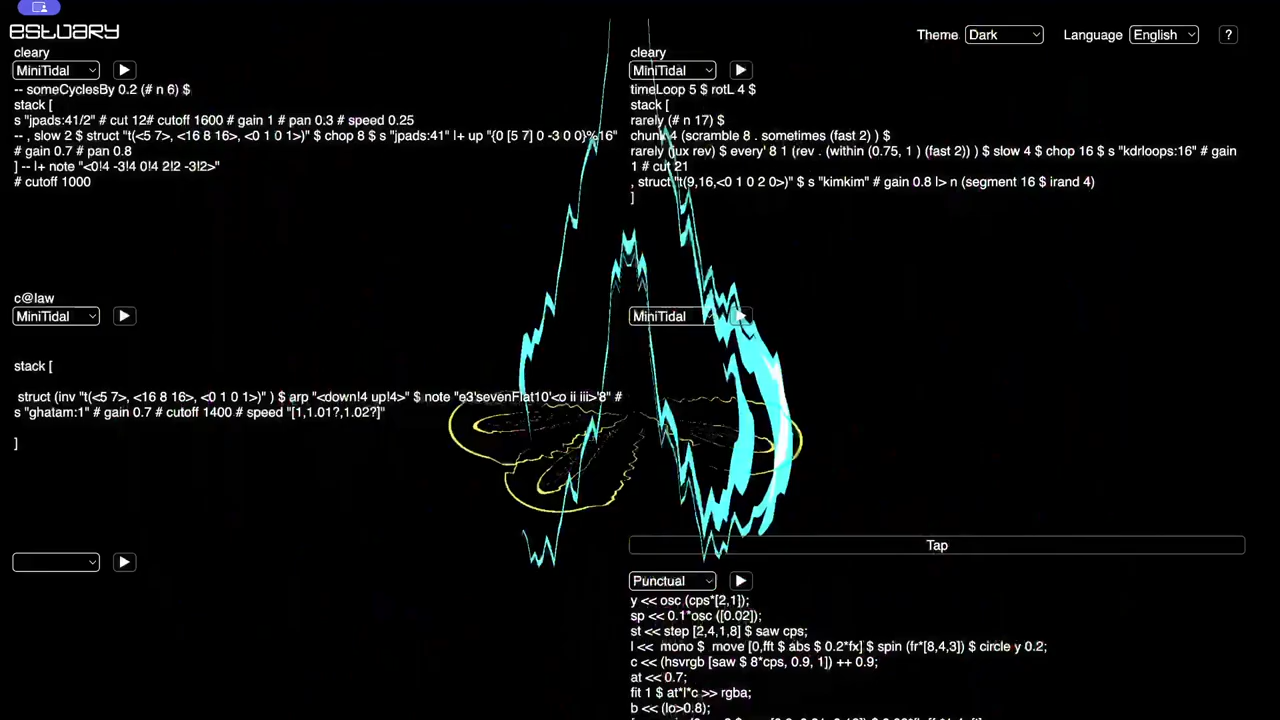 ESTUARY
Theme Dark Language English ?
cleary
MiniTidal
-- someCyclesBy 0.2 (# n 6) $
stack [
s "jpads:41/2" # cut 12# cutoff 1600 # gain 1 # pan 0.3 # speed 0.25
-- , slow 2 $ struct "t(<5 7>, <16 8 16>, <0 1 0 1>)" $ chop 8 $ s "jpads:41" |+ up "{0 [5 7] 0 -3 0 0}%16"
# gain 0.7 # pan 0.8
] -- |+ note "<0!4 -3!4 0!4 2!2 -3!2>"
# cutoff 1000
cleary
MiniTidal
timeLoop 5 $ rotL 4 $
stack [
rarely (# n 17) $
chunk 4 (scramble 8 . sometimes (fast 2) ) $
rarely (jux rev) $ every' 8 1 (rev . (within (0.75, 1 ) (fast 2)) ) $ slow 4 $ chop 16 $ s "kdrloops:16" # gain
1 # cut 21
, struct "t(9,16,<0 1 0 2 0>)" $ s "kimkim" # gain 0.8 |> n (segment 16 $ irand 4)
]
c@law
MiniTidal
stack [
struct (inv "t(<5 7>, <16 8 16>, <0 1 0 1>)" ) $ arp "<down!4 up!4>" $ note "e3'sevenFlat10'<o ii iii>'8" #
s "ghatam:1" # gain 0.7 # cutoff 1400 # speed "[1,1.01?,1.02?]"
]
MiniTidal
Tap
Punctual
y << osc (cps*[2,1]);
sp << 0.1*osc ([0.02]);
st << step [2,4,1,8] $ saw cps;
l << mono $ move [0,fft $ abs $ 0.2*fx] $ spin (fr*[8,4,3]) $ circle y 0.2;
c << (hsvrgb [saw $ 8*cps, 0.9, 1]) ++ 0.9;
at << 0.7;
fit 1 $ at*l*c >> rgba;
b << (lo>0.8);